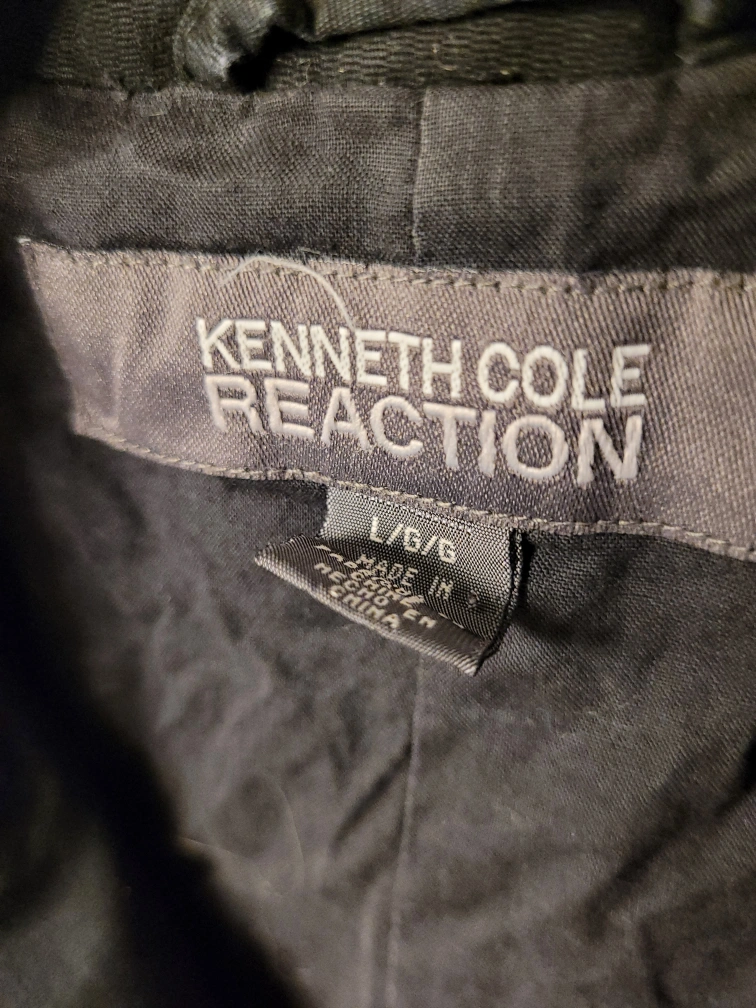 KENNETH COLE
REACTION
L/G/G
MADE IN
HECHO EN
CHINA